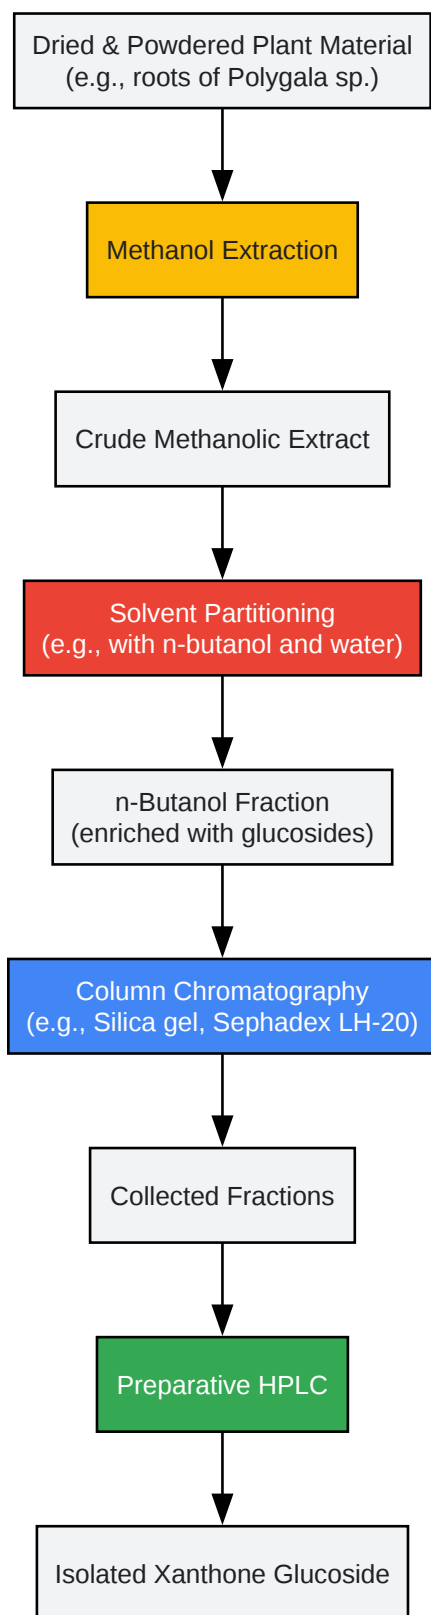 Dried & Powdered Plant Material
(e.g., roots of Polygala sp.)
Methanol Extraction
Crude Methanolic Extract
Solvent Partitioning
(e.g., with n-butanol and water)
n-Butanol Fraction
(enriched with glucosides)
Column Chromatography
(e.g., Silica gel, Sephadex LH-20)
Collected Fractions
Preparative HPLC
Isolated Xanthone Glucoside